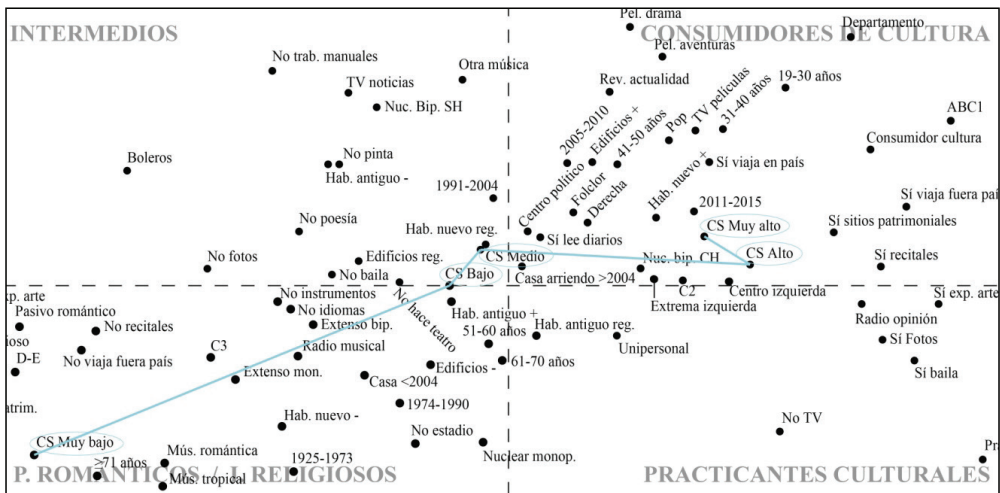 INTERMEDIOS
CONSUMIDORES DE CULTURA
Pel. drama
Departamento
Pel. aventuras
No trab. manuales
Otra música
TV noticias
Rev. actualidad
19-30 años
Nuc. Bip. SH
ABC1
2005-2010
Edificios +
41-50 años
Pop
TV películas
31-40 años
Consumidor cultura
Boleros
No pinta
Hab. antiguo -
Sí viaja en país
1991-2004
Centro político
Folclor
Derecha
Hab. nuevo +
2011-2015
Sí viaja fuera paí
No poesía
Hab. nuevo reg.
Sí lee diarios
CS Muy alto
Sí sitios patrimoniales
No fotos
Edificios reg.
CS Medio
Nuc. bip. CH
CS Alto
Sí recitales
No baila
CS Bajo
Casa arriendo >2004
No hace teatro
xp. arte
No instrumentos
Extrema izquierda
C2
Centro izquierda
Sí exp. arte
Pasivo romántico
No idiomas
Hab. antiguo +
Radio opinión
ioso
No recitales
Extenso bip.
51-60 años
Hab. antiguo reg.
Unipersonal
Sí Fotos
D-E
No viaja fuera país
C3
Radio musical
61-70 años
Sí baila
Extenso mon.
Casa <2004
Edificios -
atrim.
1974-1990
Hab. nuevo -
No TV
CS Muy bajo
No estadio
Nuclear monop.
Mús. romántica
>71 años
1925-1973
Mús. tropical
Pr
P. ROMÁNTICOS / I. RELIGIOSOS
PRACTICANTES CULTURALES